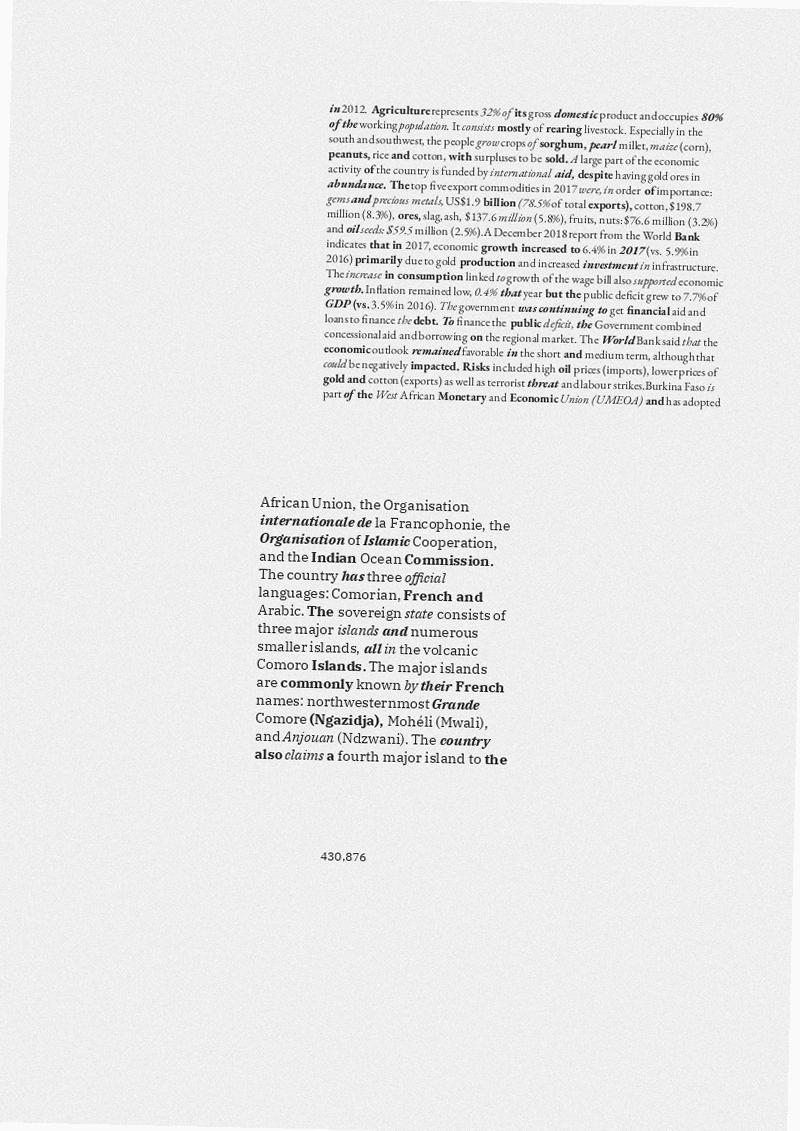 in 2012. Agriculture represents 32% of its gross domestic product and occupies 80%
of the working population. It consists mostly of rearing livestock. Especially in the
south and southwest, the people grow crops of sorghum, pearl millet, maize (corn),
peanuts, rice and cotton, with surpluses to be sold. A large part of the economic
activity of the country is funded by international aid, despite having gold ores in
abundance. The top five export commodities in 2017 were, in order of importance:
gems and precious metals, US$1.9 billion (78.5% of total exports), cotton, $198.7
million (8.3%), ores, slag, ash, $137.6 million (5.8%), fruits, nuts: $76.6 million (3.2%)
and oil seeds: $59.5 million (2.5%).A December 2018 report from the World Bank
indicates that in 2017, economic growth increased to 6.4% in 2017 (vs. 5.9% in
2016) primarily due to gold production and increased investment in infrastructure.
The increase in consumption linked to growth of the wage bill also supported economic
growth. Inflation remained low, 0.4% that year but the public deficit grew to 7.7% of
GDP (vs. 3.5% in 2016). The government was continuing to get financial aid and
loans to finance the debt. To finance the public deficit, the Government combined
concessional aid and borrowing on the regional market. The World Bank said that the
economic outlook remained favorable in the short and medium term, although that
could be negatively impacted. Risks included high oil prices (imports), lower prices of
gold and cotton (exports) as well as terrorist threat and labour strikes.Burkina Faso is
part of the West African Monetary and Economic Union (UMEOA) and has adopted
African Union, the Organisation
internationale de la Francophonie, the
Organisation of Islamic Cooperation,
and the Indian Ocean Commission.
The country has three official
languages: Comorian, French and
Arabic. The sovereign state consists of
three major islands and numerous
smaller islands, all in the volcanic
Comoro Islands. The major islands
are commonly known by their French
names: northwesternmost Grande
Comore (Ngazidja), Mohéli (Mwali),
and Anjouan (Ndzwani). The country
also claims a fourth major island to the
430,876